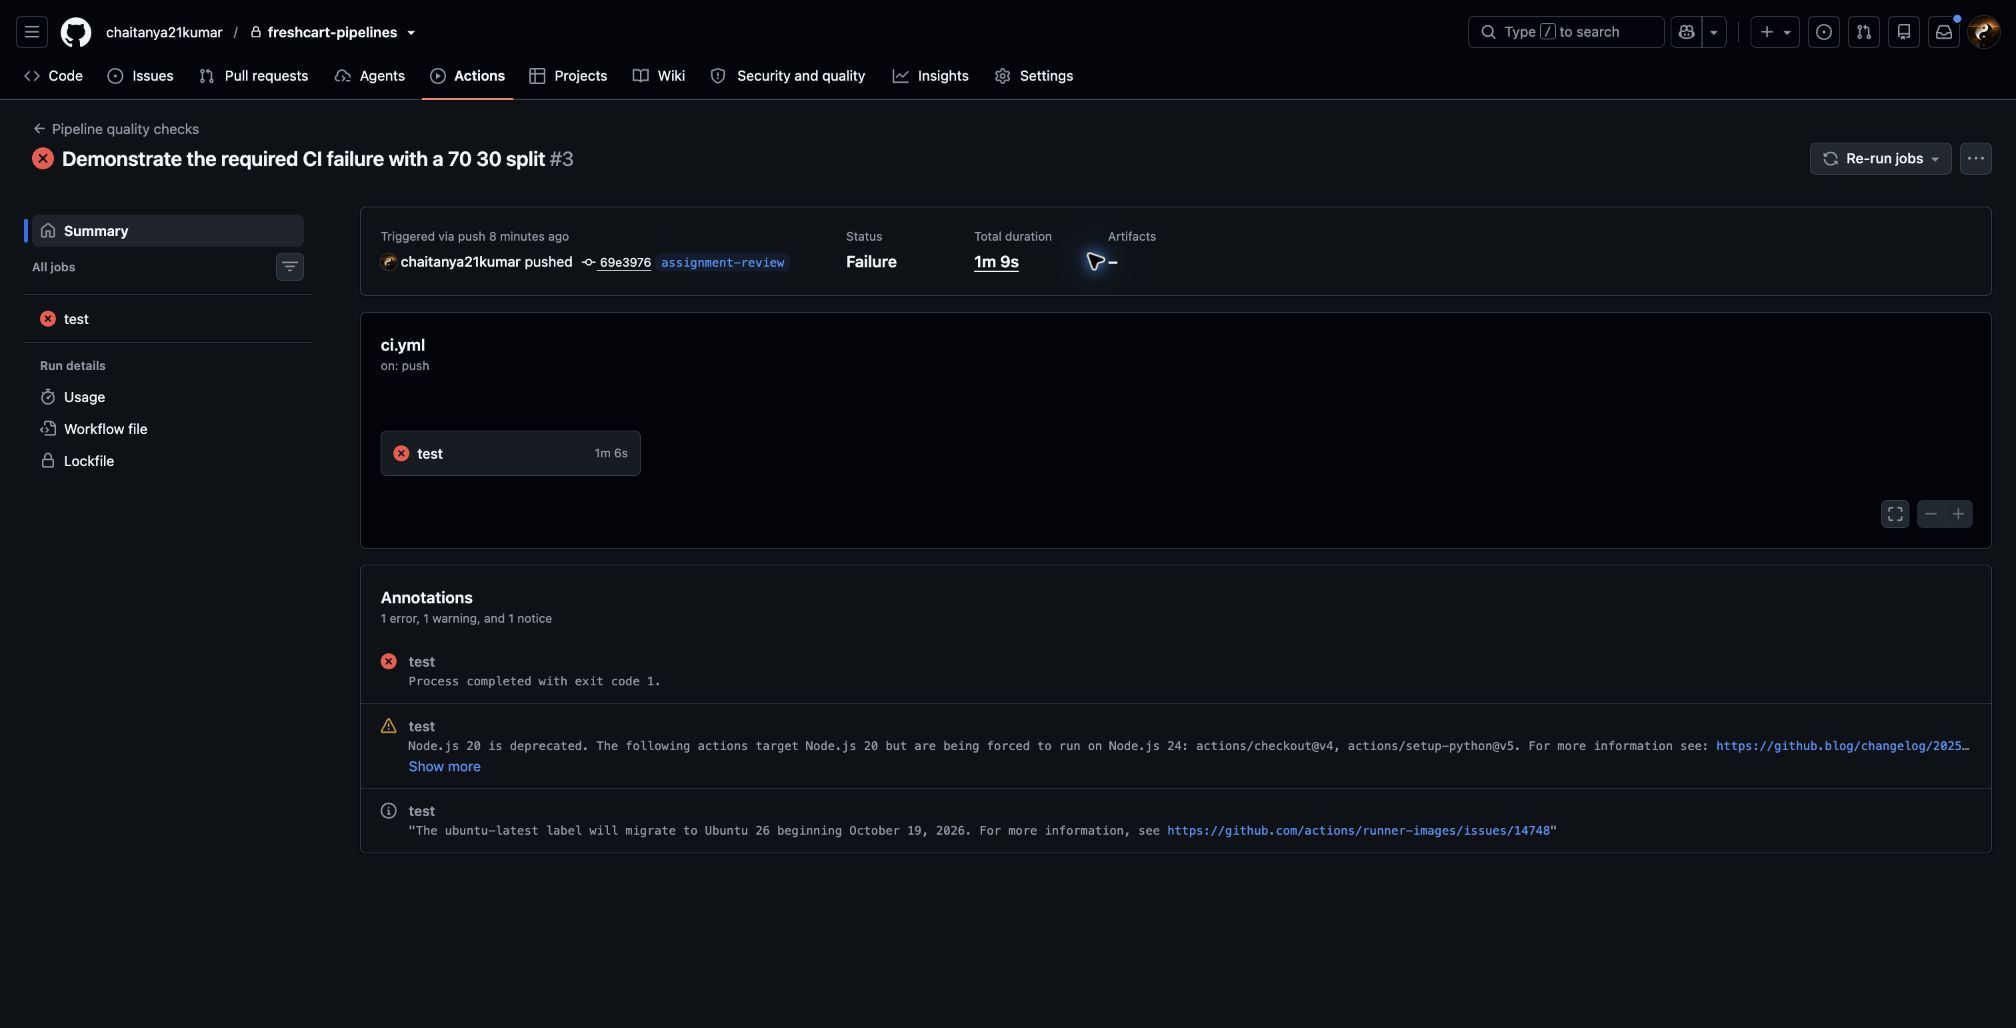 chaitanya21kumar / freshcart-pipelines
Type / to search
Code Issues Pull requests Agents Actions Projects Wiki Security and quality Insights Settings
Pipeline quality checks
Demonstrate the required CI failure with a 70 30 split #3
Re-run jobs
Summary
All jobs
test
Run details
Usage
Workflow file
Lockfile
Triggered via push 8 minutes ago
chaitanya21kumar pushed 69e3976 assignment-review
Status
Failure
Total duration
1m 9s
Artifacts
–
ci.yml
on: push
test 1m 6s
Annotations
1 error, 1 warning, and 1 notice
test
Process completed with exit code 1.
test
Node.js 20 is deprecated. The following actions target Node.js 20 but are being forced to run on Node.js 24: actions/checkout@v4, actions/setup-python@v5. For more information see: https://github.blog/changelog/2025…
Show more
test
"The ubuntu-latest label will migrate to Ubuntu 26 beginning October 19, 2026. For more information, see https://github.com/actions/runner-images/issues/14748"